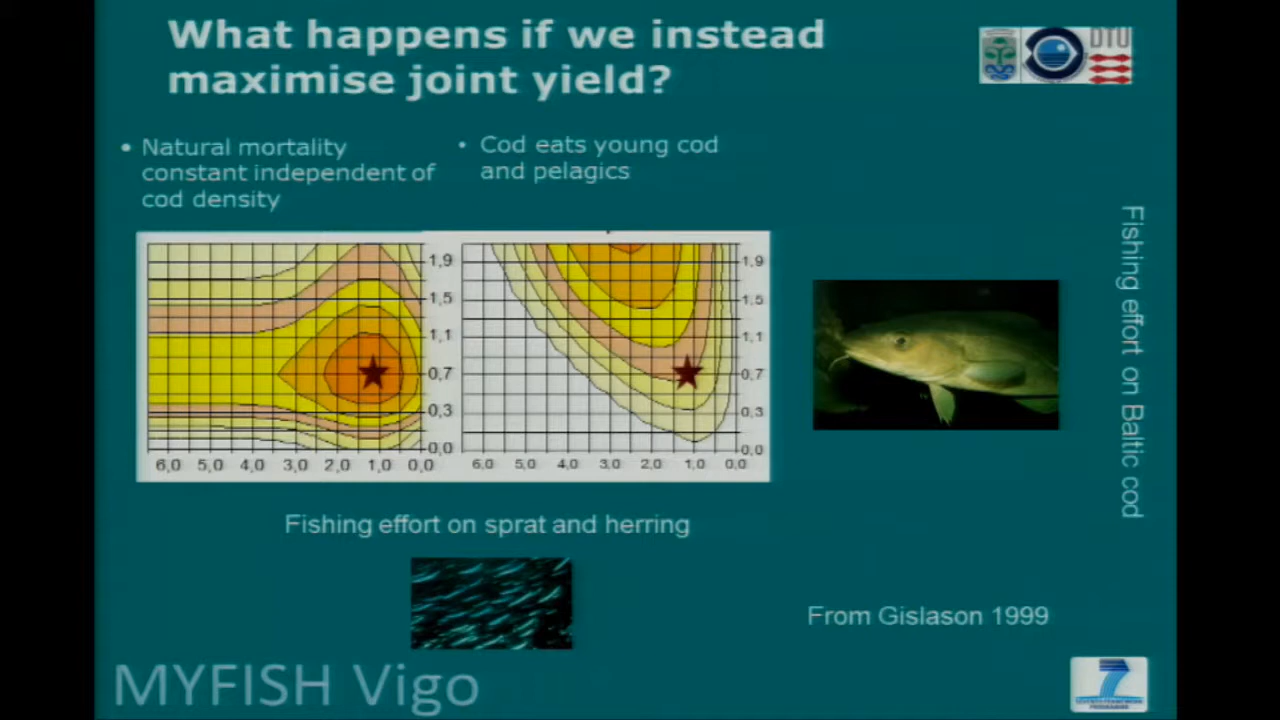 What happens if we instead
maximise joint yield?
DTU
• Natural mortality
constant independent of
cod density
• Cod eats young cod
and pelagics
1,9
1,5
1,1
0,7
0,3
0,0
6,0 5,0 4,0 3,0 2,0 1,0 0,0
1,9
1,5
1,1
0,7
0,3
0,0
6,0 5,0 4,0 3,0 2,0 1,0 0,0
Fishing effort on Baltic cod
Fishing effort on sprat and herring
From Gislason 1999
MYFISH Vigo
7
SEVENTH FRAMEWORK
PROGRAMME